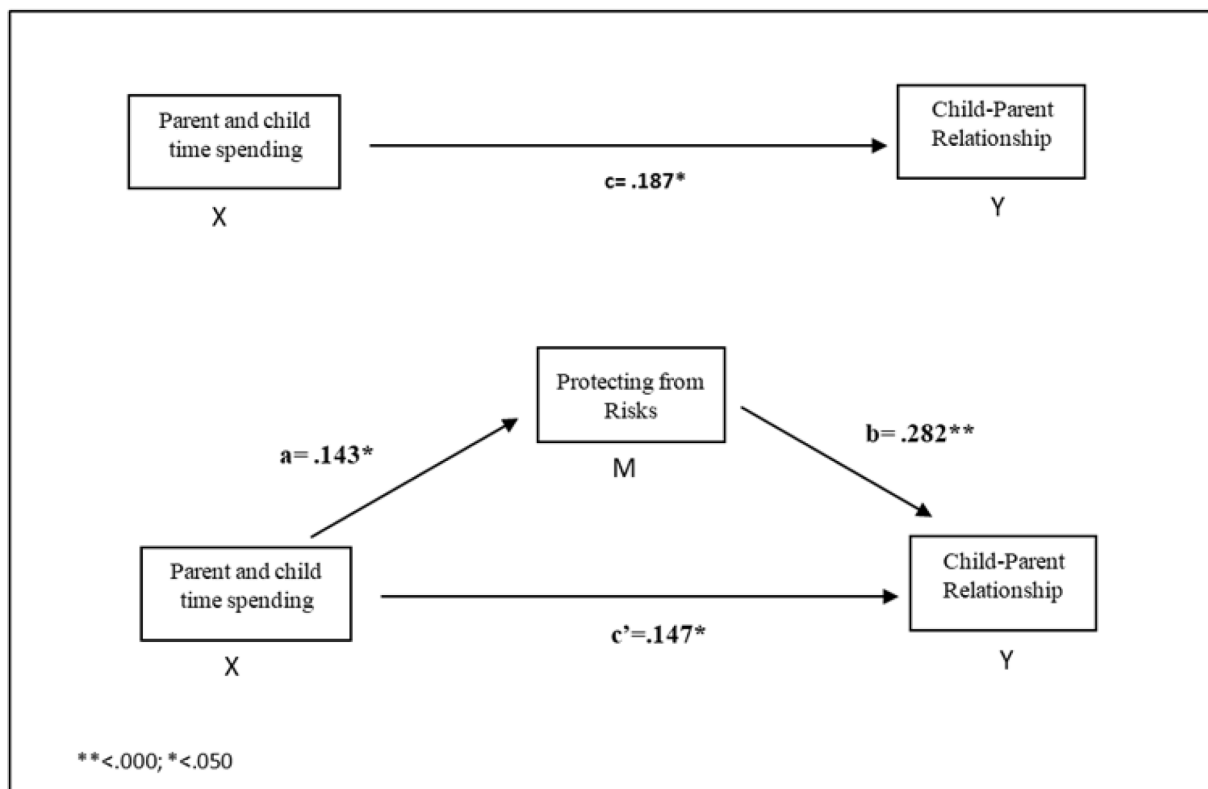 Parent and child
time spending
X
c= .187*
Child-Parent
Relationship
Y
Protecting from
Risks
M
a= .143*
b= .282**
Parent and child
time spending
X
c’=.147*
Child-Parent
Relationship
Y
**<.000; *<.050